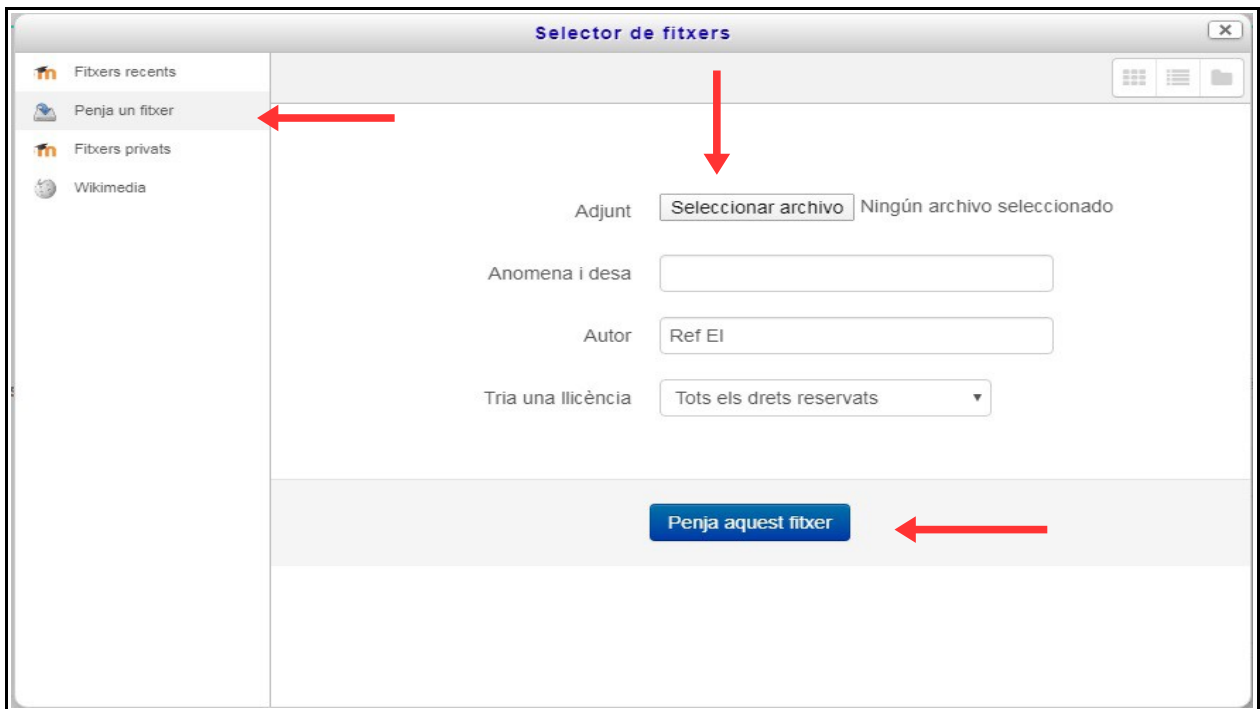 Selector de fitxers
Fitxers recents
Penja un fitxer
Fitxers privats
Wikimedia
Adjunt Seleccionar archivo Ningún archivo seleccionado
Anomena i desa
Autor Ref EI
Tria una llicència Tots els drets reservats
Penja aquest fitxer